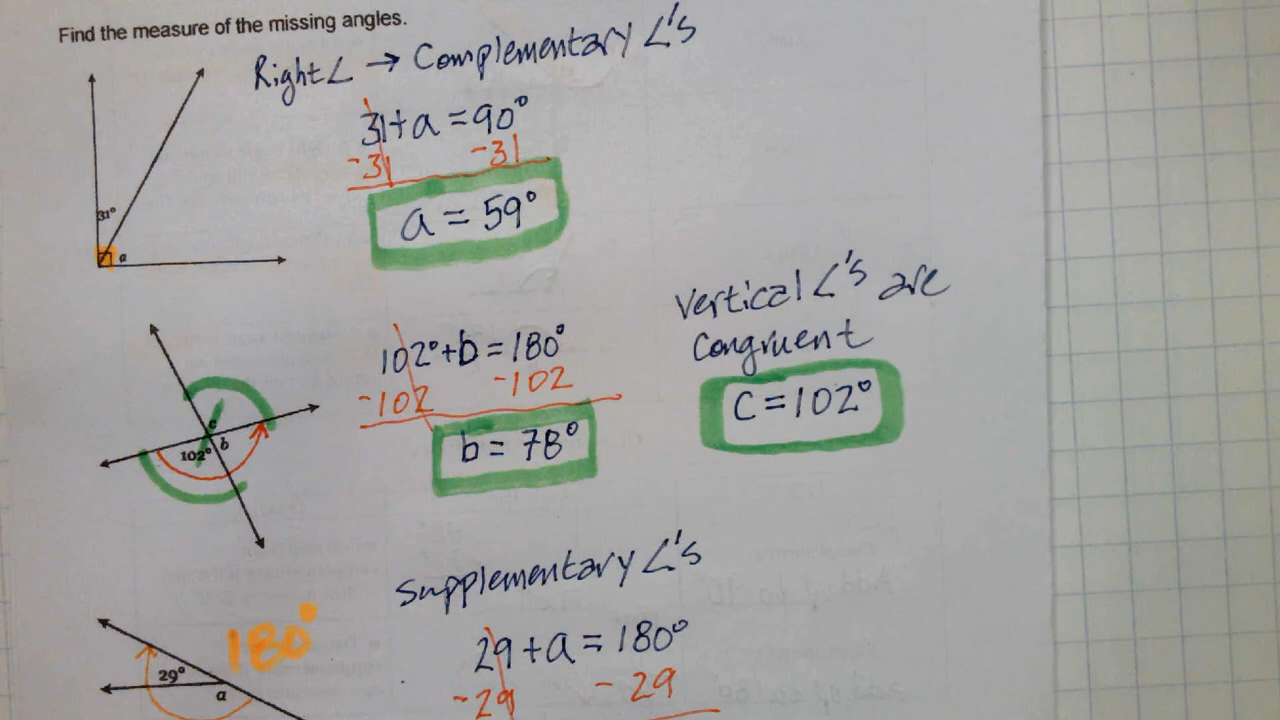 Find the measure of the missing angles.
Right∠ → Complementary ∠'s
31+a=90°
-31 -31
a=59°
31°
a
Vertical ∠'s are
Congruent
C=102°
102°+b=180°
-102 -102
b=78°
c
b
102°
Supplementary ∠'s
180°
29+a=180°
-29 -29
29°
a